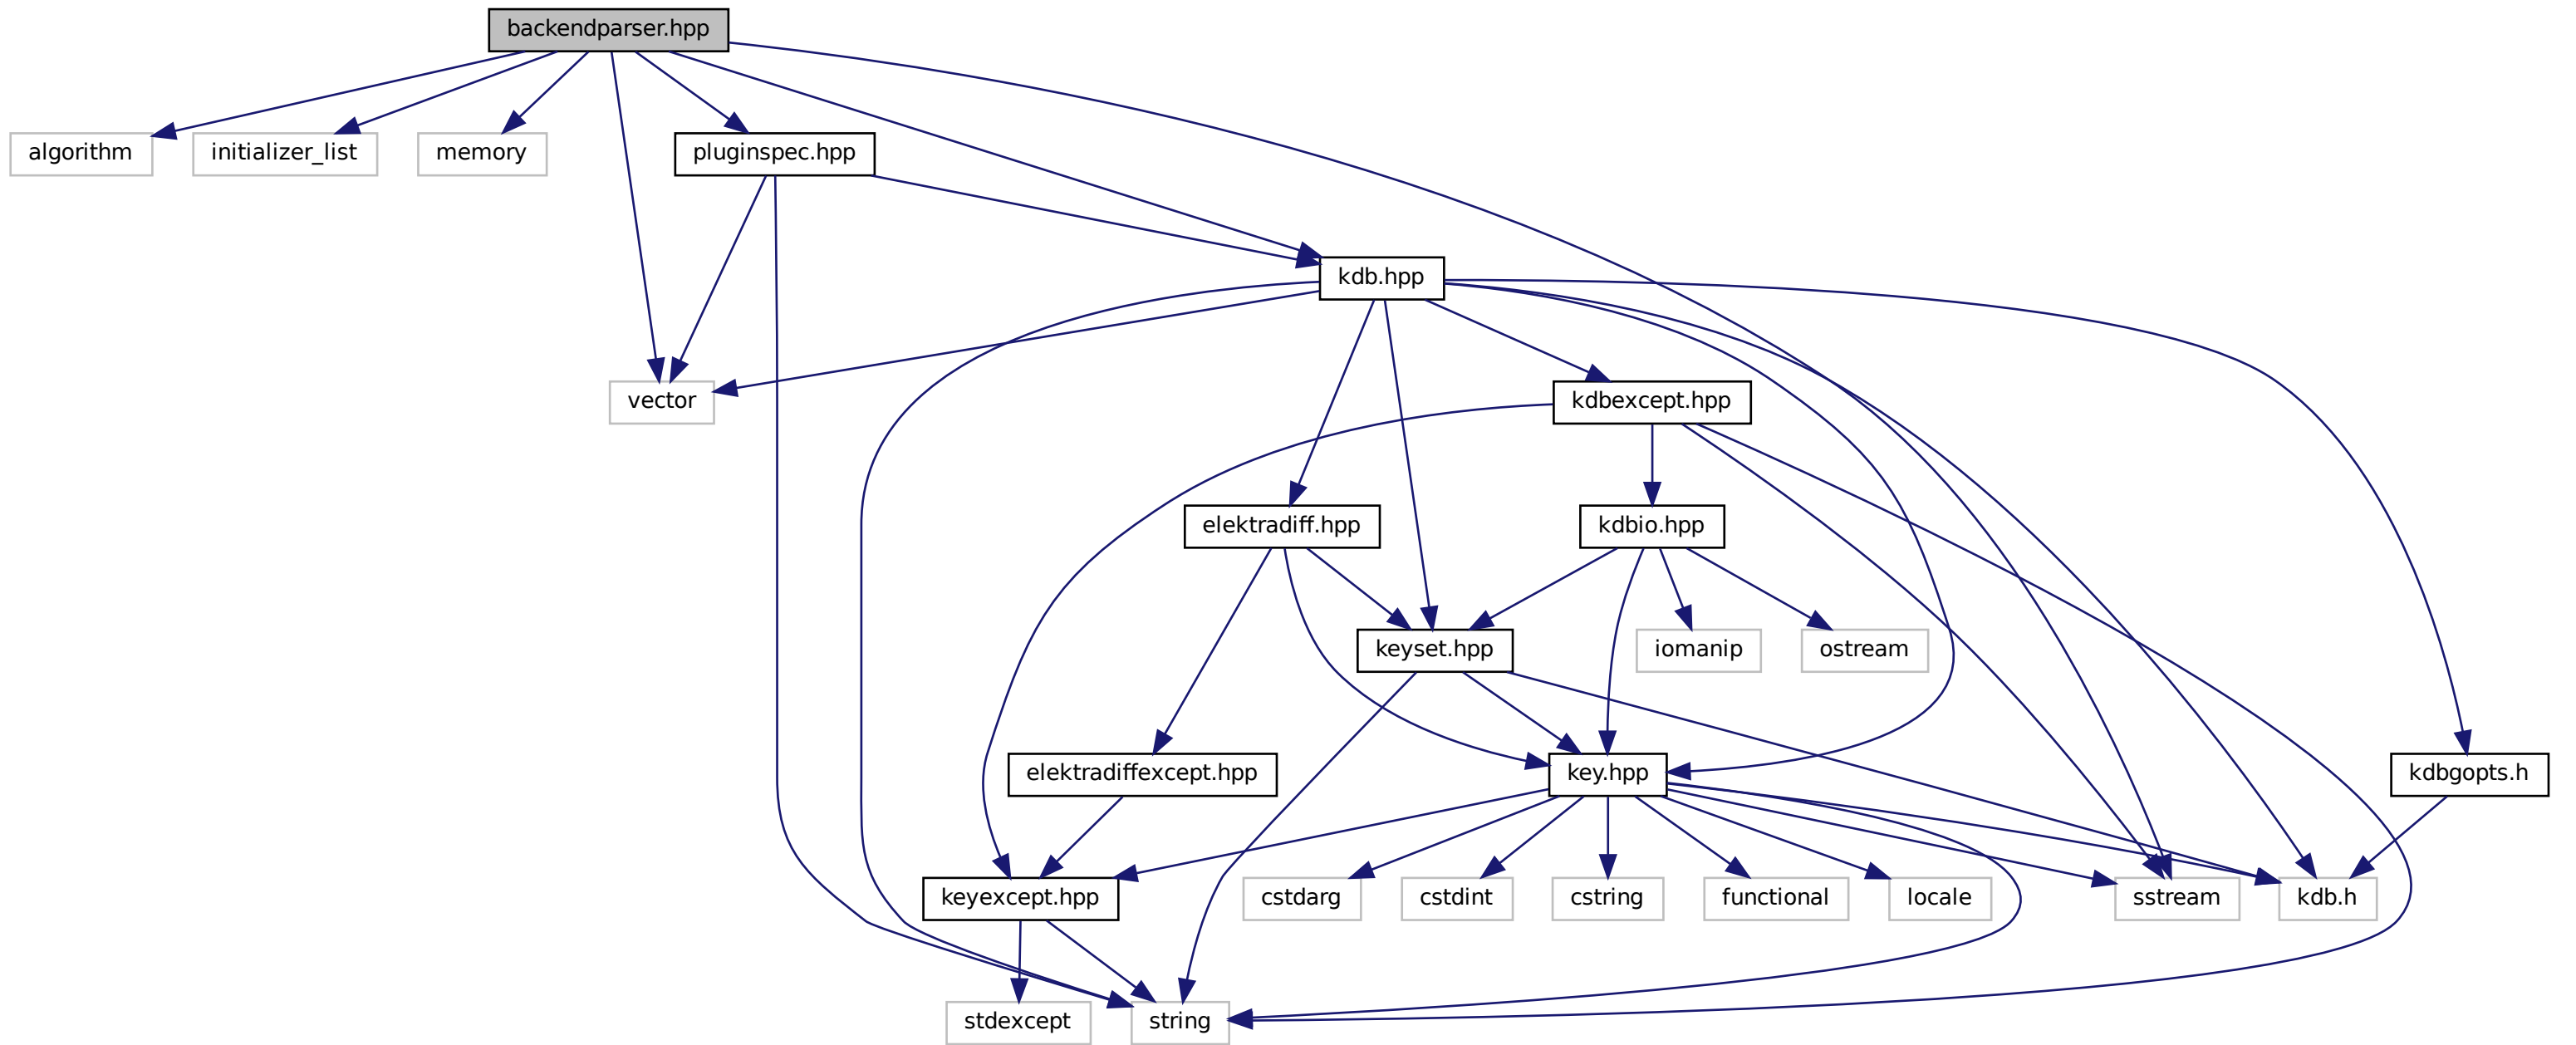 backendparser.hpp
algorithm
initializer_list
memory
pluginspec.hpp
kdb.hpp
vector
kdbexcept.hpp
elektradiff.hpp
kdbio.hpp
keyset.hpp
iomanip
ostream
elektradiffexcept.hpp
key.hpp
kdbgopts.h
keyexcept.hpp
cstdarg
cstdint
cstring
functional
locale
sstream
kdb.h
stdexcept
string